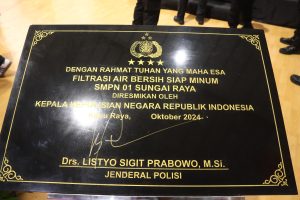 DENGAN RAHMAT TUHAN YANG MAHA ESA
FILTRASI AIR BERSIH SIAP MINUM
SMPN 01 SUNGAI RAYA
DIRESMIKAN OLEH
KEPALA KEPOLISIAN NEGARA REPUBLIK INDONESIA
Raya, Oktober 2024
Drs. LISTYO SIGIT PRABOWO, M.Si.
JENDERAL POLISI